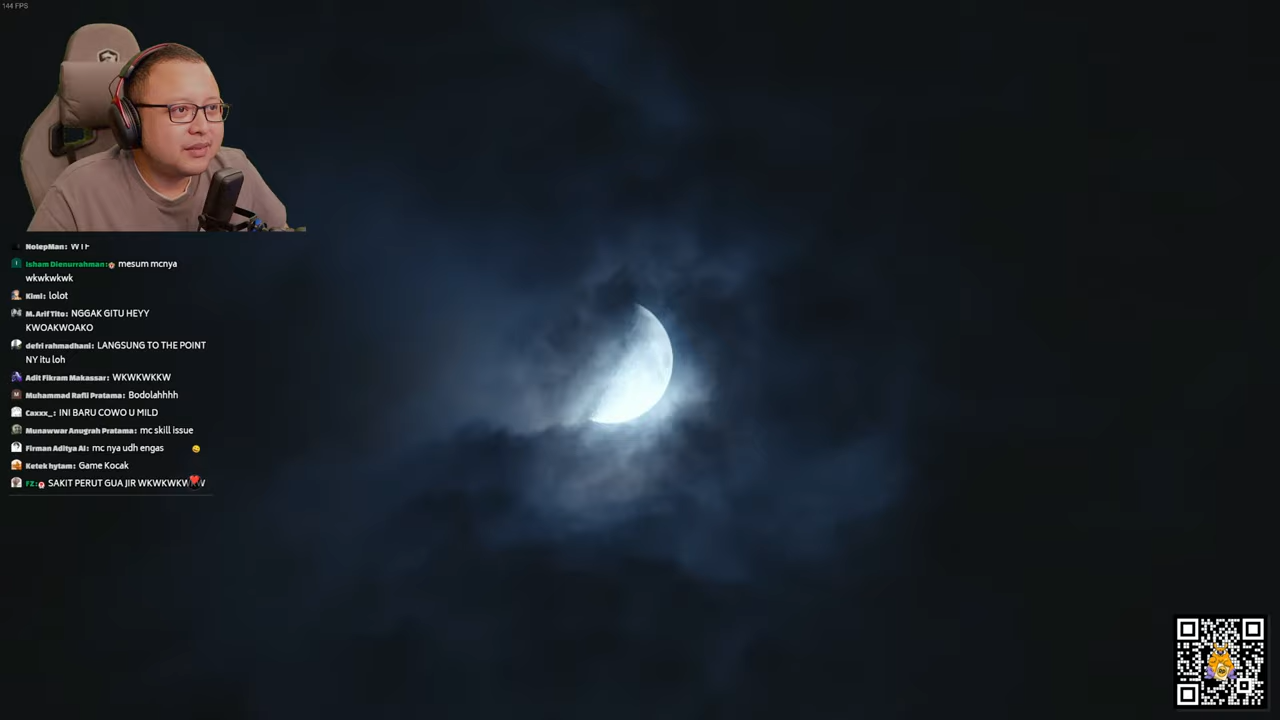 144 FPS
NolepMan: WTF
Isham Dienurrahman: mesum mcnya
wkwkwkwk
Kimi: lolot
M. Arif Tito: NGGAK GITU HEYY
KWOAKWOAKO
defri rahmadhani: LANGSUNG TO THE POINT
NY itu loh
Adit Fikram Makassar: WKWKWKKW
Muhammad Rafli Pratama: Bodolahhhh
Caxxx_: INI BARU COWO U MILD
Munawwar Anugrah Pratama: mc skill issue
Firman Aditya Al: mc nya udh engas
Ketek hytam: Game Kocak
FZ: SAKIT PERUT GUA JIR WKWKWKWKW